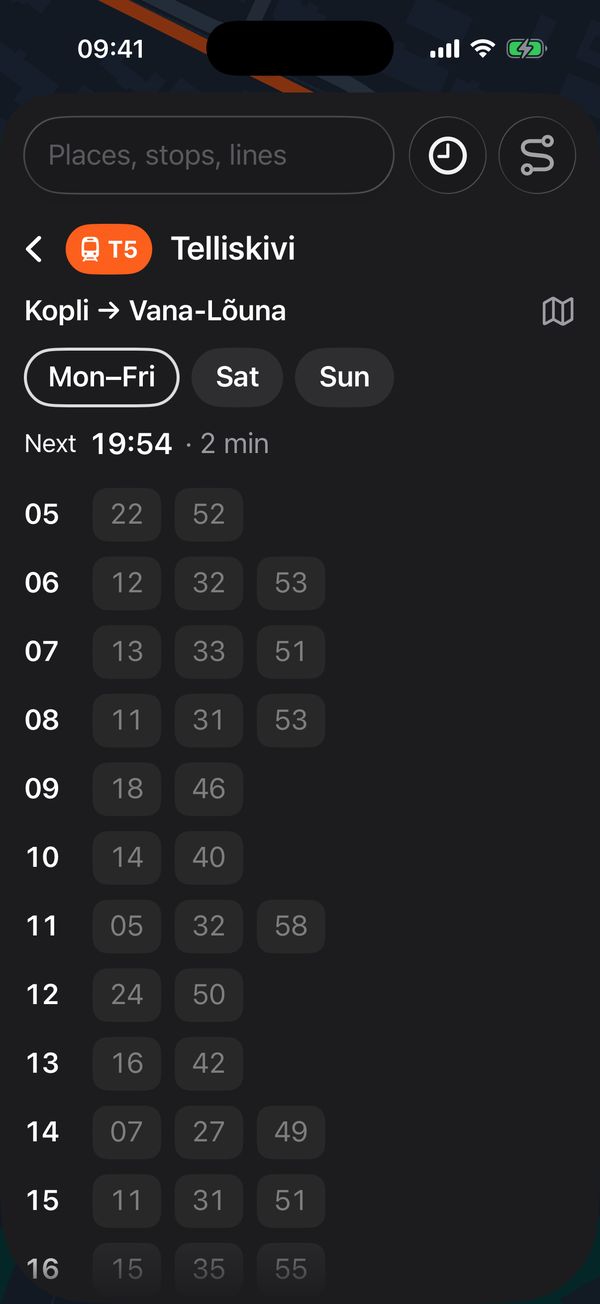 09:41
Places, stops, lines
T5 Telliskivi
Kopli → Vana-Lõuna
Mon–Fri Sat Sun
Next 19:54 · 2 min
05 22 52
06 12 32 53
07 13 33 51
08 11 31 53
09 18 46
10 14 40
11 05 32 58
12 24 50
13 16 42
14 07 27 49
15 11 31 51
16 15 35 55